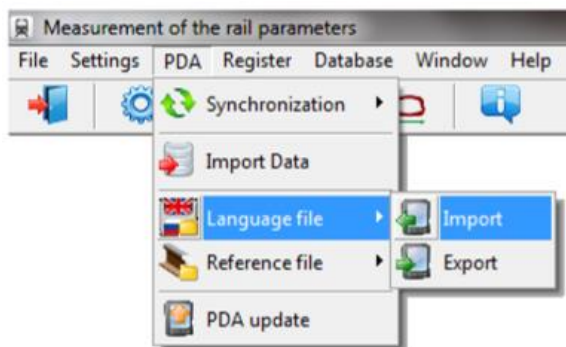 Measurement of the rail parameters
File Settings PDA Register Database Window Help
Synchronization
Import Data
Language file Import
Reference file Export
PDA update